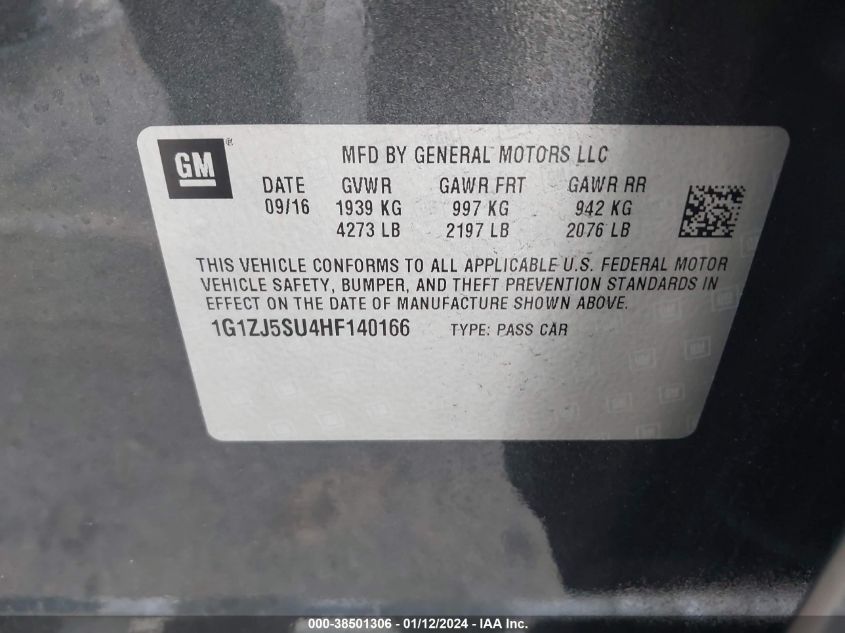 GM®
MFD BY GENERAL MOTORS LLC
DATE GVWR GAWR FRT GAWR RR
09/16 1939 KG 997 KG 942 KG
4273 LB 2197 LB 2076 LB
THIS VEHICLE CONFORMS TO ALL APPLICABLE U.S. FEDERAL MOTOR
VEHICLE SAFETY, BUMPER, AND THEFT PREVENTION STANDARDS IN
EFFECT ON THE DATE OF MANUFACTURE SHOWN ABOVE.
1G1ZJ5SU4HF140166 TYPE: PASS CAR
000-38501306 - 01/12/2024 - IAA Inc.